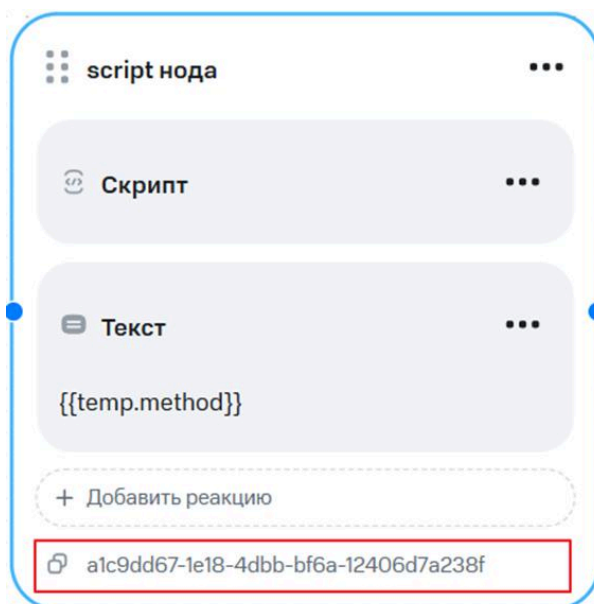 script нода
Скрипт
Текст
{{temp.method}}
+ Добавить реакцию
a1c9dd67-1e18-4dbb-bf6a-12406d7a238f